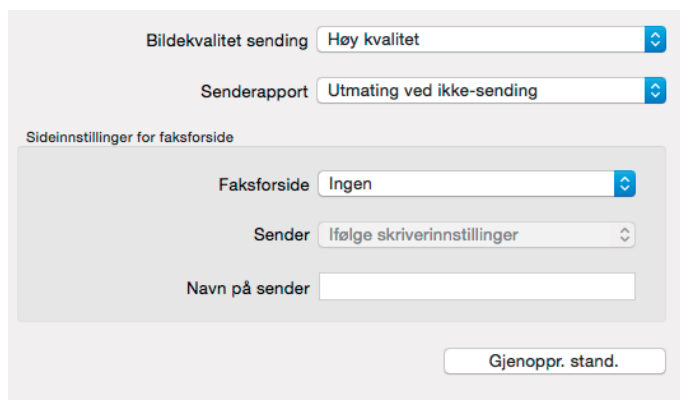 Bildekvalitet sending Høy kvalitet
Senderapport Utmating ved ikke-sending
Sideinnstillinger for faksforside
Faksforside Ingen
Sender Ifølge skriverinnstillinger
Navn på sender
Gjenoppr. stand.